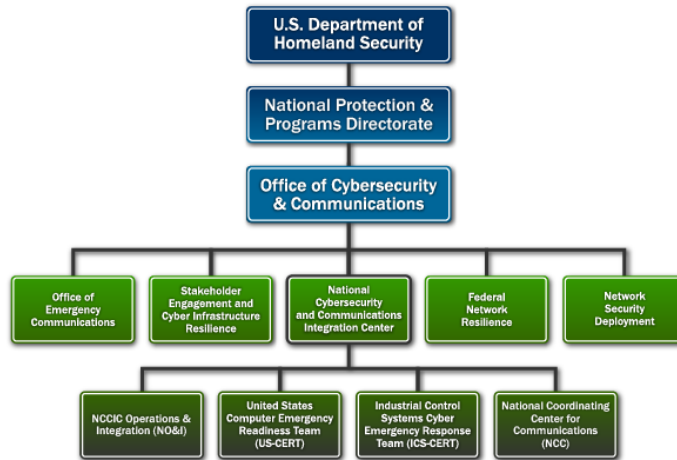 U.S. Department of
Homeland Security
National Protection &
Programs Directorate
Office of Cybersecurity
& Communications
Office of
Emergency
Communications
Stakeholder
Engagement and
Cyber Infrastructure
Resilience
National
Cybersecurity
and Communications
Integration Center
Federal
Network
Resilience
Network
Security
Deployment
NCCIC Operations &
Integration (NO&I)
United States
Computer Emergency
Readiness Team
(US-CERT)
Industrial Control
Systems Cyber
Emergency Response
Team (ICS-CERT)
National Coordinating
Center for
Communications
(NCC)